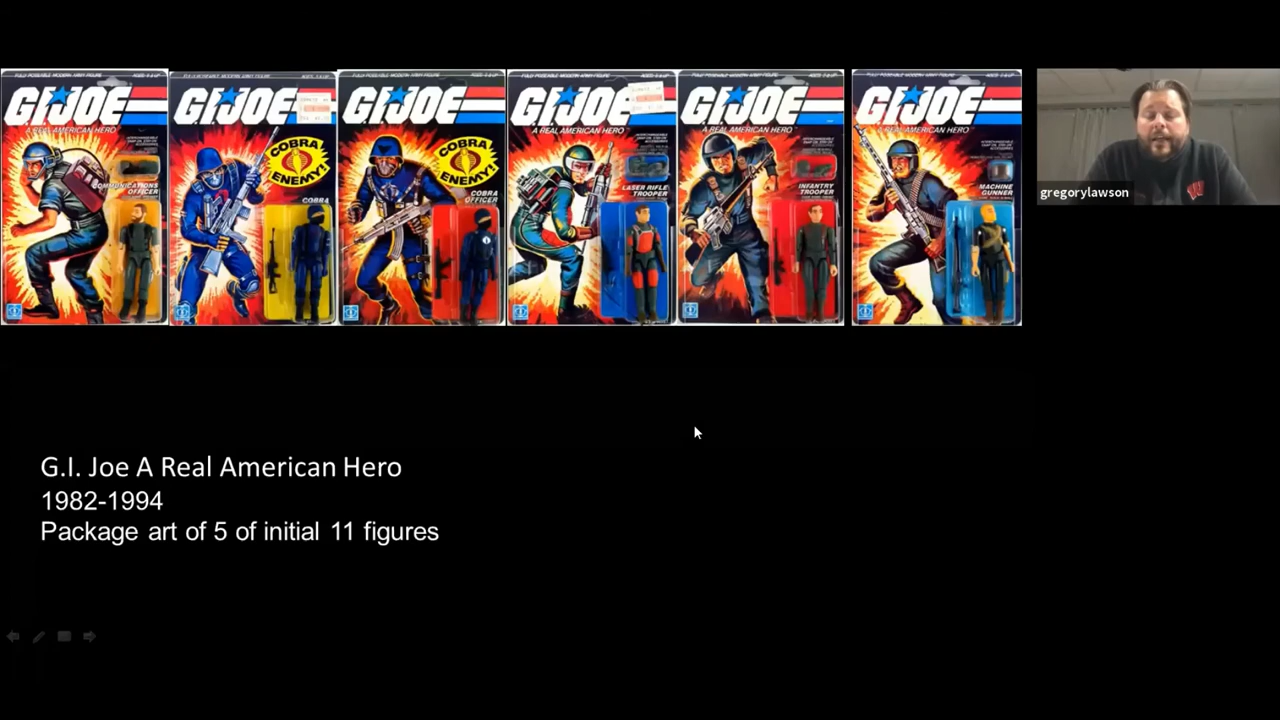 G.I. JOE
A REAL AMERICAN HERO
COMMUNICATIONS
OFFICER
G.I. JOE
COBRA
ENEMY!
COBRA
G.I. JOE
COBRA
ENEMY!
COBRA
OFFICER
G.I. JOE
A REAL AMERICAN HERO
LASER RIFLE
TROOPER
G.I. JOE
A REAL AMERICAN HERO
INFANTRY
TROOPER
G.I. JOE
A REAL AMERICAN HERO
MACHINE
GUNNER
gregorylawson
G.I. Joe A Real American Hero
1982-1994
Package art of 5 of initial 11 figures